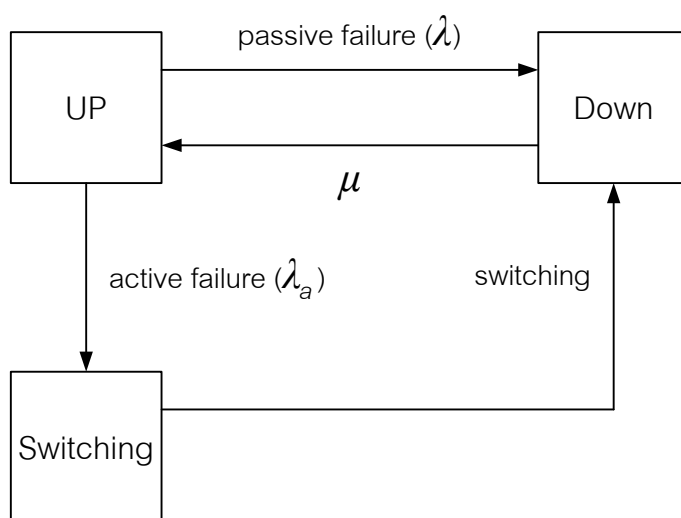 passive failure (λ)
UP
Down
μ
active failure (λₐ)
switching
Switching